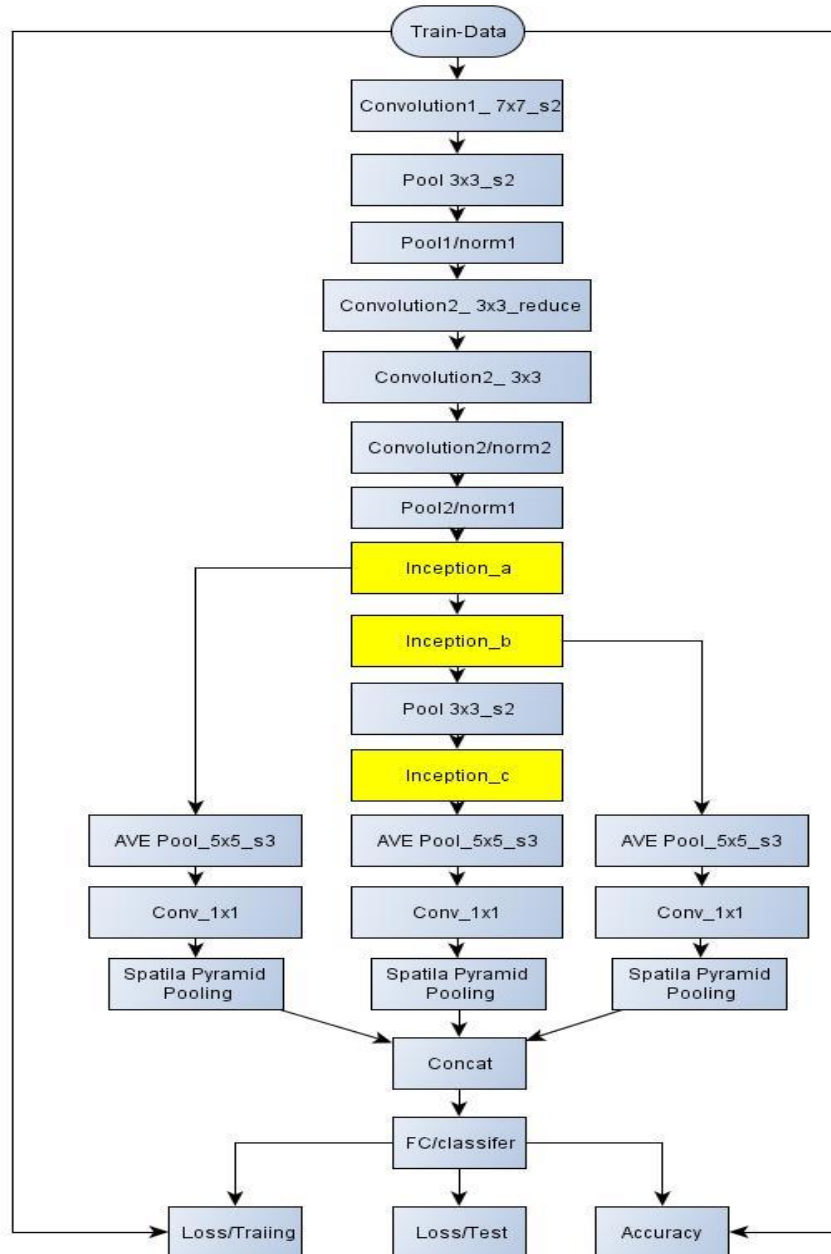 Train-Data
Convolution1_ 7x7_s2
Pool 3x3_s2
Pool1/norm1
Convolution2_ 3x3_reduce
Convolution2_ 3x3
Convolution2/norm2
Pool2/norm1
Inception_a
Inception_b
Pool 3x3_s2
Inception_c
AVE Pool_5x5_s3
AVE Pool_5x5_s3
AVE Pool_5x5_s3
Conv_1x1
Conv_1x1
Conv_1x1
Spatila Pyramid
Pooling
Spatila Pyramid
Pooling
Spatila Pyramid
Pooling
Concat
FC/classifer
Loss/Traiing
Loss/Test
Accuracy